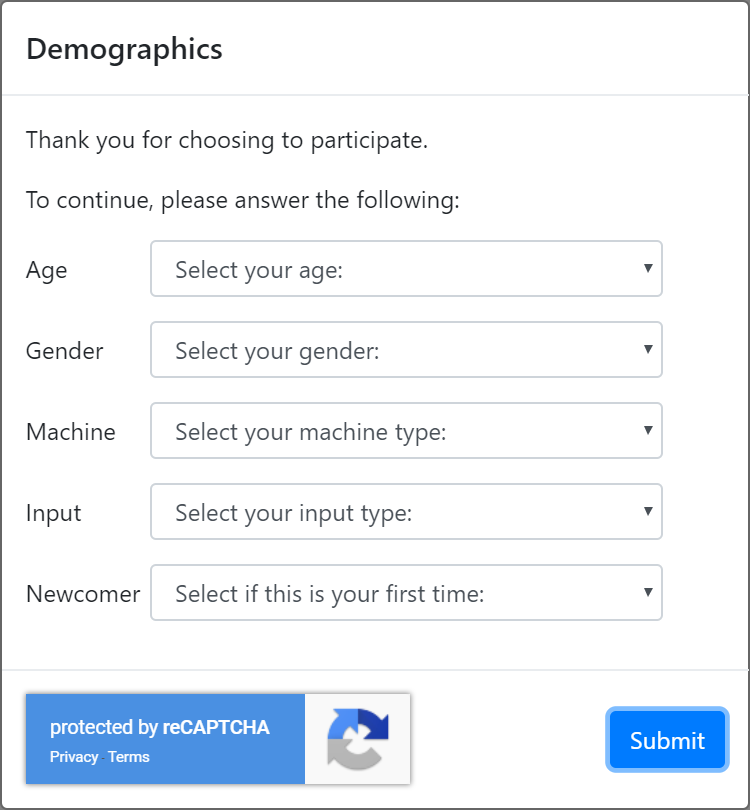 Demographics
Thank you for choosing to participate.
To continue, please answer the following:
Age Select your age:
Gender Select your gender:
Machine Select your machine type:
Input Select your input type:
Newcomer Select if this is your first time:
protected by reCAPTCHA
Privacy - Terms
Submit